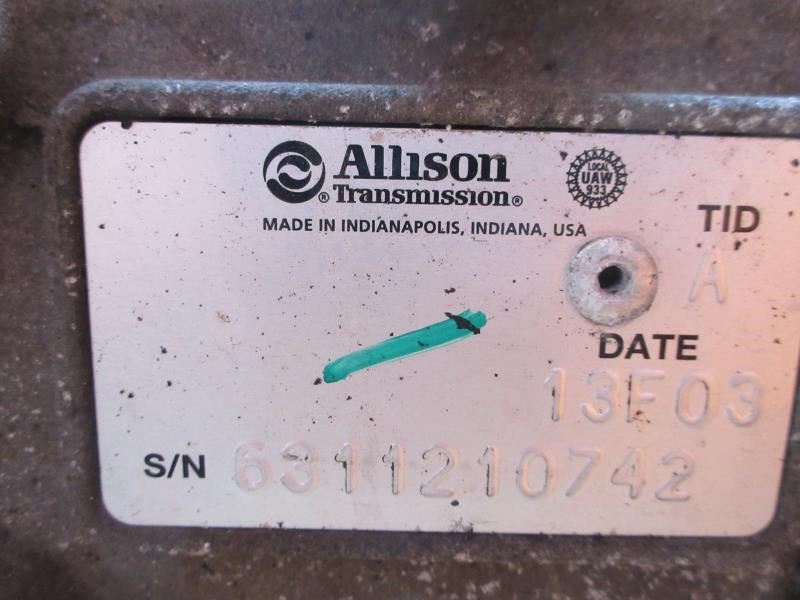 Allison
® Transmission®
LOCAL
UAW
933
MADE IN INDIANAPOLIS, INDIANA, USA
TID
A
DATE
13F03
S/N 6311210742